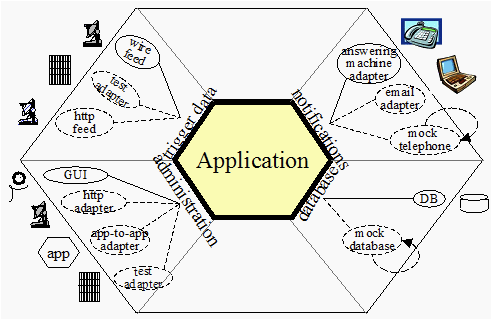 wire
feed
test
adapter
http
feed
trigger data
notifications
answering
machine
adapter
email
adapter
mock
telephone
Application
administration
database
GUI
http
adapter
app-to-app
adapter
test
adapter
app
DB
mock
database